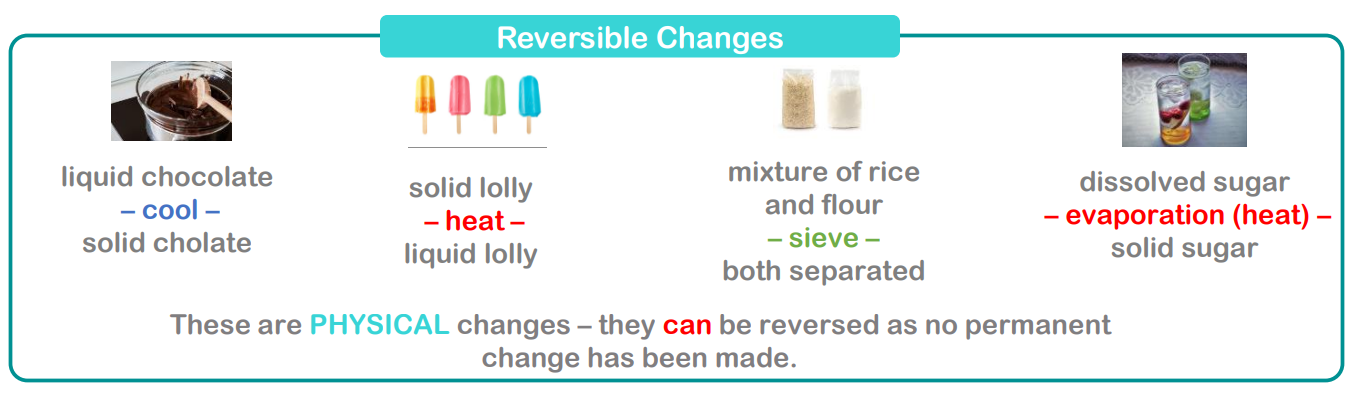 Reversible Changes
liquid chocolate
– cool –
solid cholate
solid lolly
– heat –
liquid lolly
mixture of rice
and flour
– sieve –
both separated
dissolved sugar
– evaporation (heat) –
solid sugar
These are PHYSICAL changes – they can be reversed as no permanent
change has been made.